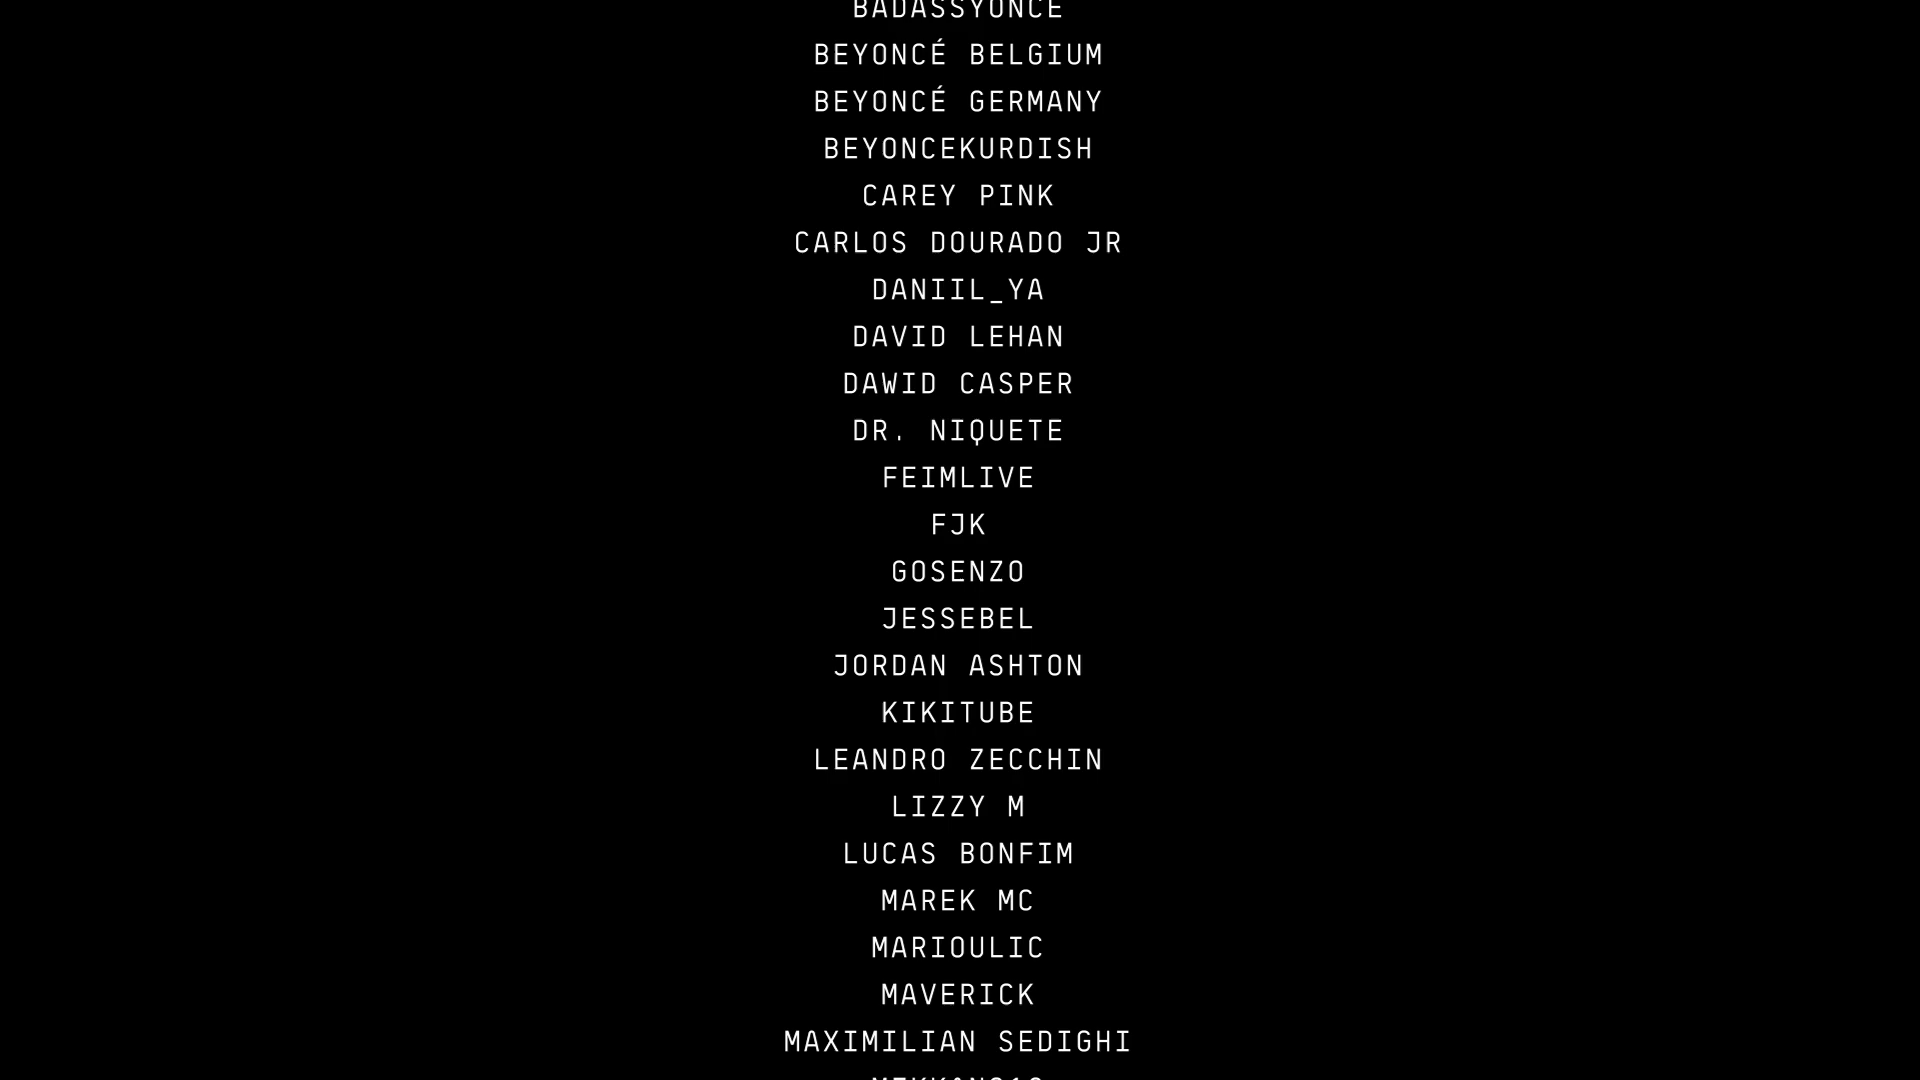 BADASSYONCE
BEYONCÉ BELGIUM
BEYONCÉ GERMANY
BEYONCEKURDISH
CAREY PINK
CARLOS DOURADO JR
DANIIL_YA
DAVID LEHAN
DAWID CASPER
DR. NIQUETE
FEIMLIVE
FJK
GOSENZO
JESSEBEL
JORDAN ASHTON
KIKITUBE
LEANDRO ZECCHIN
LIZZY M
LUCAS BONFIM
MAREK MC
MARIOULIC
MAVERICK
MAXIMILIAN SEDIGHI